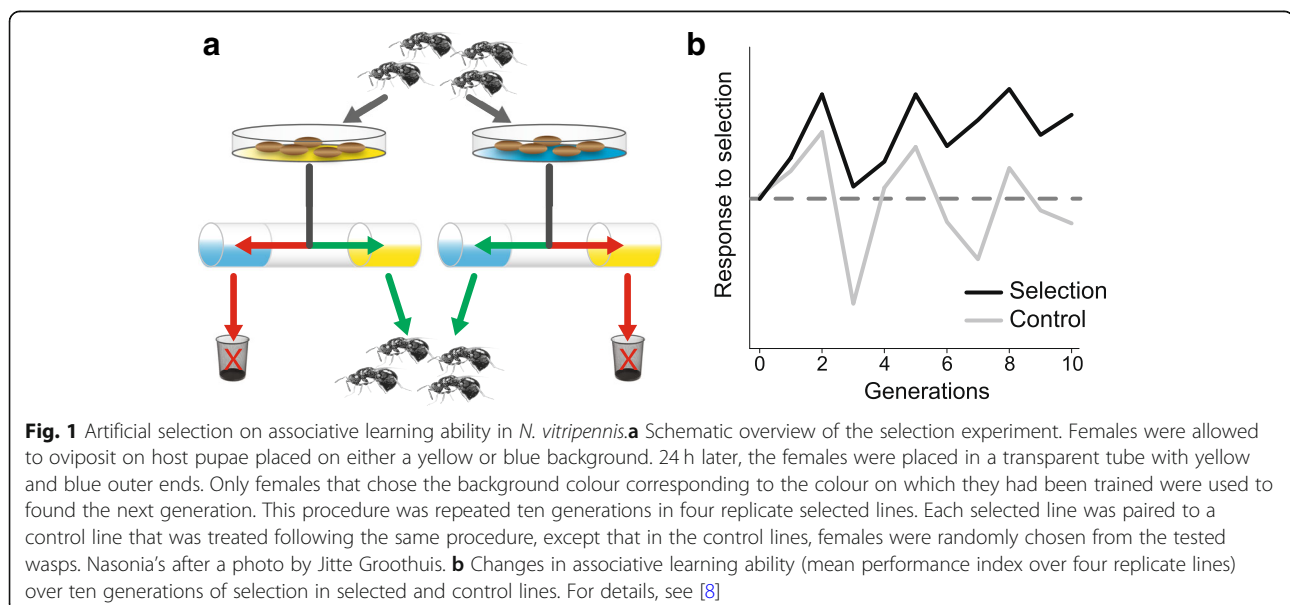 a
b
X
X
Response to selection
Selection
Control
0 2 4 6 8 10
Generations
Fig. 1 Artificial selection on associative learning ability in N. vitripennis.a Schematic overview of the selection experiment. Females were allowed
to oviposit on host pupae placed on either a yellow or blue background. 24 h later, the females were placed in a transparent tube with yellow
and blue outer ends. Only females that chose the background colour corresponding to the colour on which they had been trained were used to
found the next generation. This procedure was repeated ten generations in four replicate selected lines. Each selected line was paired to a
control line that was treated following the same procedure, except that in the control lines, females were randomly chosen from the tested
wasps. Nasonia's after a photo by Jitte Groothuis. b Changes in associative learning ability (mean performance index over four replicate lines)
over ten generations of selection in selected and control lines. For details, see [8]